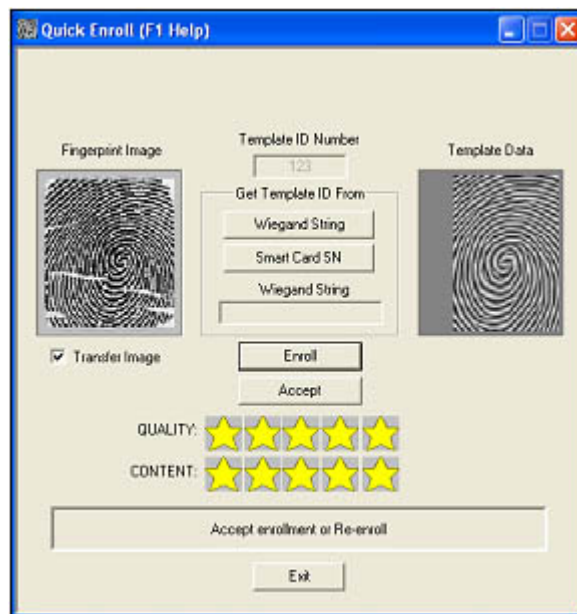 Quick Enroll (F1 Help)
Template ID Number
Fingerprint Image
123
Template Data
Get Template ID From
Wiegand String
Smart Card SN
Wiegand String
Transfer Image
Enroll
Accept
QUALITY:
CONTENT:
Accept enrollment or Re-enroll
Exit